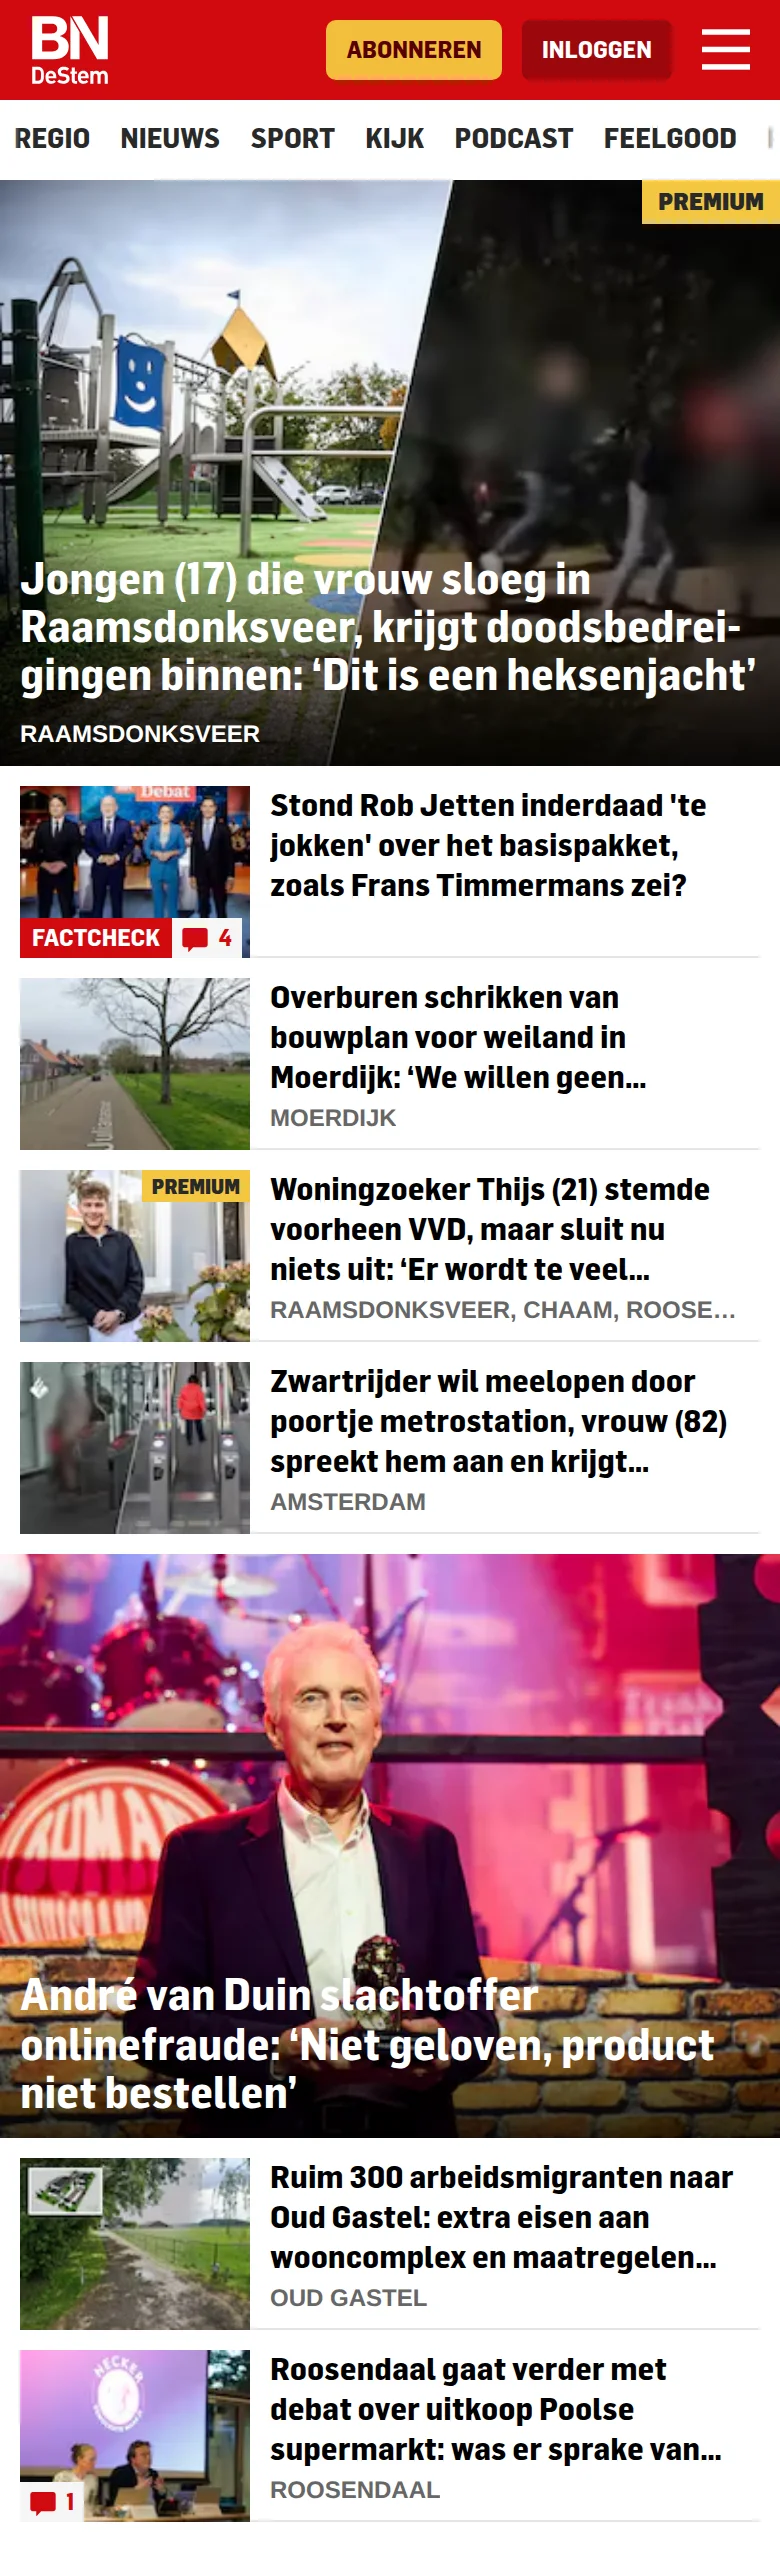 BN
DeStem
ABONNEREN
INLOGGEN
REGIO NIEUWS SPORT KIJK PODCAST FEELGOOD
PREMIUM
Jongen (17) die vrouw sloeg in
Raamsdonksveer, krijgt doodsbedrei-
gingen binnen: ‘Dit is een heksenjacht’
RAAMSDONKSVEER
Debat
FACTCHECK
4
Stond Rob Jetten inderdaad 'te
jokken' over het basispakket,
zoals Frans Timmermans zei?
Overburen schrikken van
bouwplan voor weiland in
Moerdijk: ‘We willen geen...
MOERDIJK
PREMIUM
Woningzoeker Thijs (21) stemde
voorheen VVD, maar sluit nu
niets uit: ‘Er wordt te veel...
RAAMSDONKSVEER, CHAAM, ROOSE...
Zwartrijder wil meelopen door
poortje metrostation, vrouw (82)
spreekt hem aan en krijgt...
AMSTERDAM
André van Duin slachtoffer
onlinefraude: ‘Niet geloven, product
niet bestellen’
Ruim 300 arbeidsmigranten naar
Oud Gastel: extra eisen aan
wooncomplex en maatregelen...
OUD GASTEL
NECKER
1
Roosendaal gaat verder met
debat over uitkoop Poolse
supermarkt: was er sprake van...
ROOSENDAAL